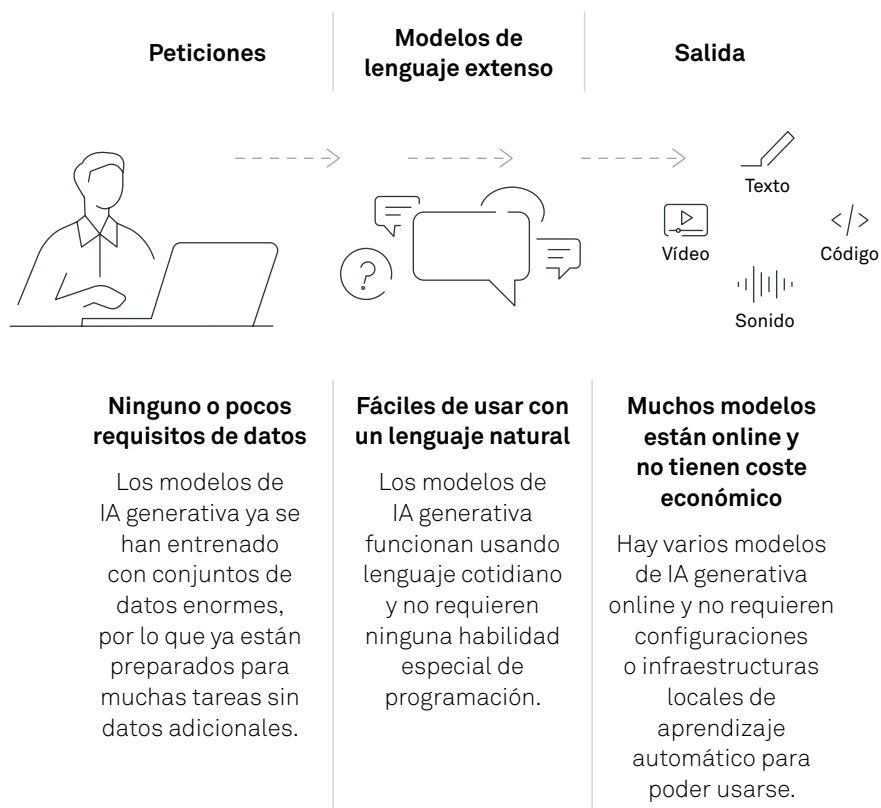 Peticiones
Modelos de
lenguaje extenso
Salida
Texto
Vídeo
Código
Sonido
Ninguno o pocos
requisitos de datos
Los modelos de
IA generativa ya se
han entrenado
con conjuntos de
datos enormes,
por lo que ya están
preparados para
muchas tareas sin
datos adicionales.
Fáciles de usar con
un lenguaje natural
Los modelos de
IA generativa
funcionan usando
lenguaje cotidiano
y no requieren
ninguna habilidad
especial de
programación.
Muchos modelos
están online y
no tienen coste
económico
Hay varios modelos
de IA generativa
online y no requieren
configuraciones
o infraestructuras
locales de
aprendizaje
automático para
poder usarse.